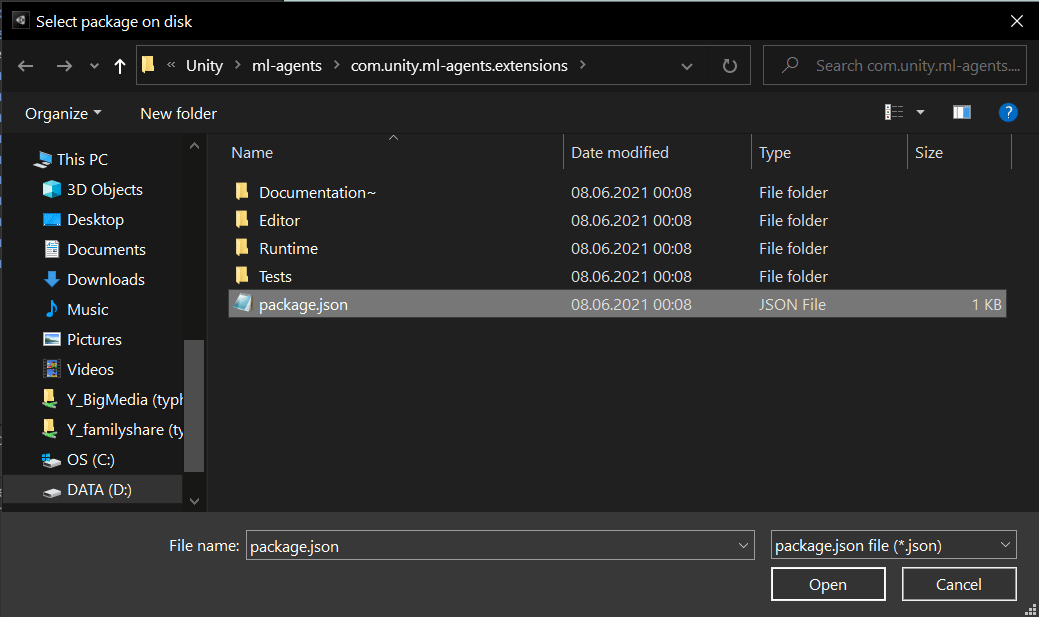 Select package on disk
« Unity > ml-agents > com.unity.ml-agents.extensions >
Search com.unity.ml-agents....
Organize
New folder
?
Name Date modified Type Size
This PC
3D Objects
Desktop
Documents
Downloads
Music
Pictures
Videos
Y_BigMedia (typh
Y_familyshare (ty
OS (C:)
DATA (D:)
Documentation~ 08.06.2021 00:08 File folder
Editor 08.06.2021 00:08 File folder
Runtime 08.06.2021 00:08 File folder
Tests 08.06.2021 00:08 File folder
package.json 08.06.2021 00:08 JSON File 1 KB
File name: package.json
package.json file (*.json)
Open Cancel